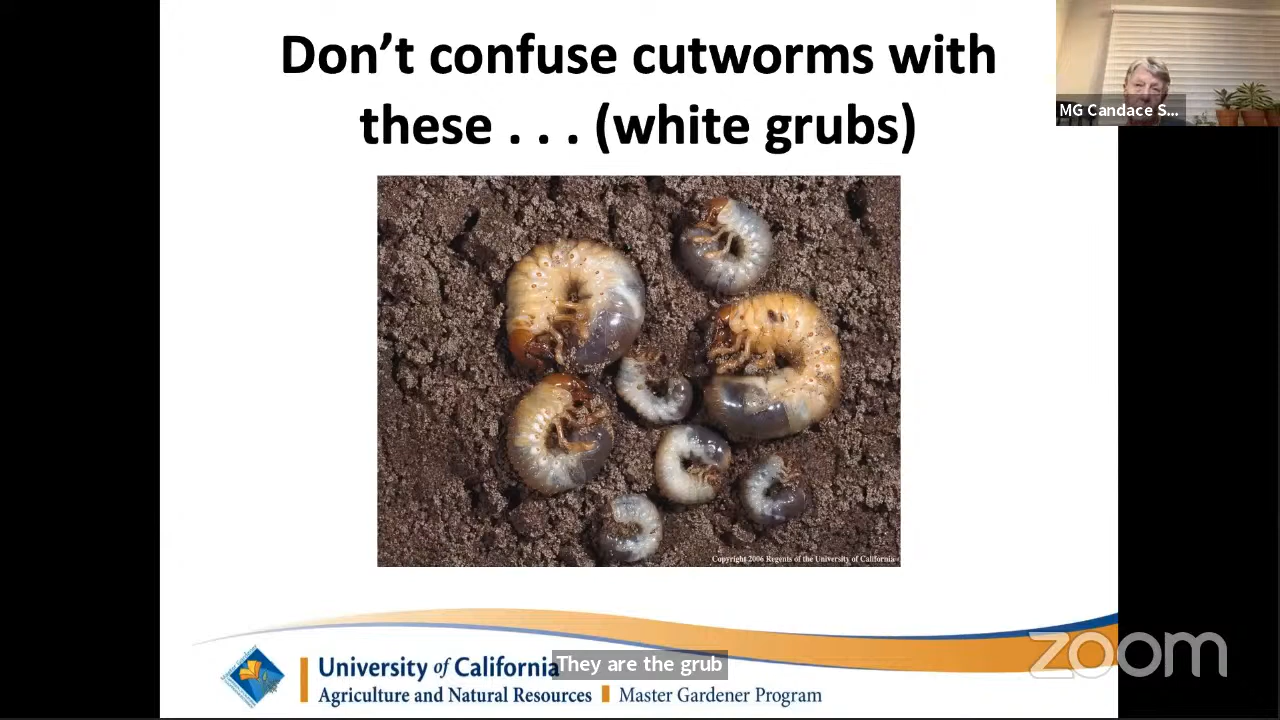 Don't confuse cutworms with
these . . . (white grubs)
MG Candace S...
Copyright 2006 Regents of the University of California
University of California
They are the grub
Agriculture and Natural Resources Master Gardener Program
zoom